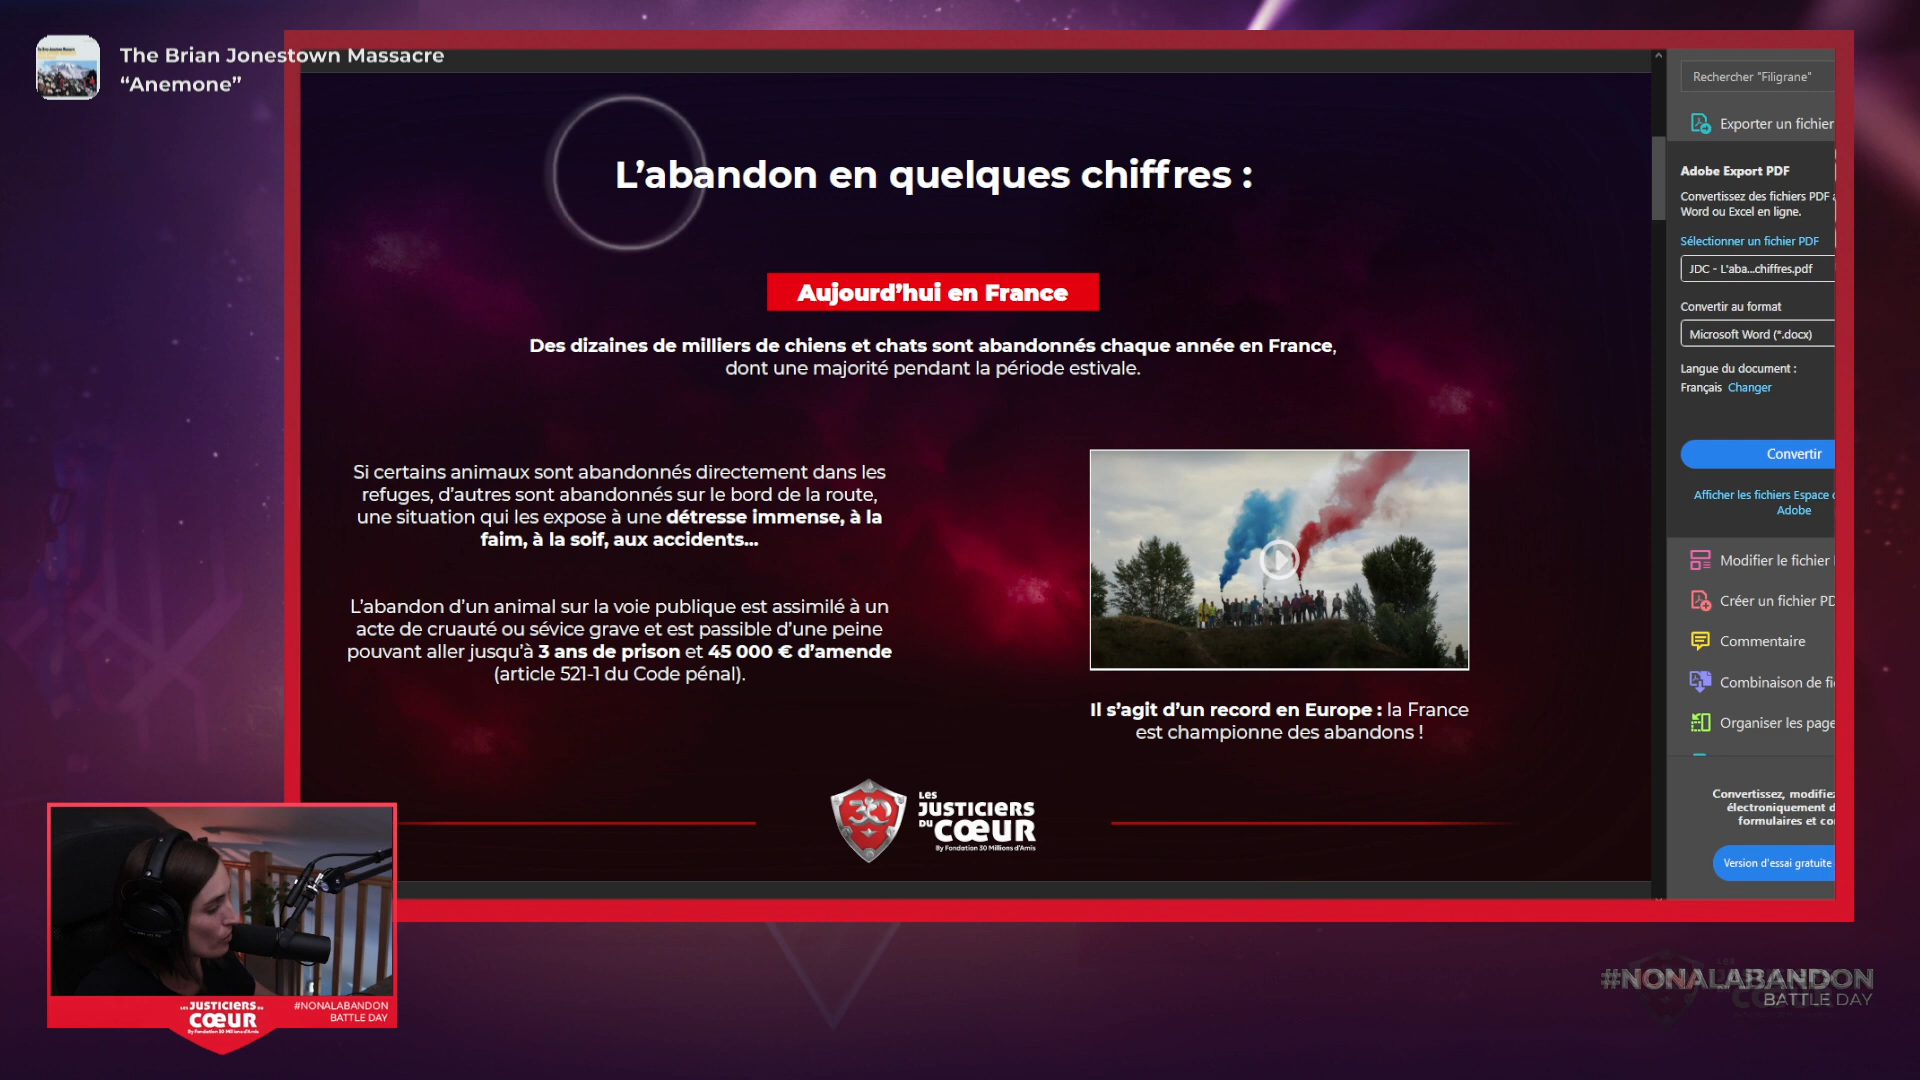 The Brian Jonestown Massacre
“Anemone”
L’abandon en quelques chiffres :
Aujourd’hui en France
Des dizaines de milliers de chiens et chats sont abandonnés chaque année en France,
dont une majorité pendant la période estivale.
Si certains animaux sont abandonnés directement dans les
refuges, d’autres sont abandonnés sur le bord de la route,
une situation qui les expose à une détresse immense, à la
faim, à la soif, aux accidents...
L’abandon d’un animal sur la voie publique est assimilé à un
acte de cruauté ou sévice grave et est passible d’une peine
pouvant aller jusqu’à 3 ans de prison et 45 000 € d’amende
(article 521-1 du Code pénal).
Il s’agit d’un record en Europe : la France
est championne des abandons !
30
LES
JUSTICIERS
DU CŒUR
By Fondation 30 Millions d'Amis
Rechercher "Filigrane"
Exporter un fichier
Adobe Export PDF
Convertissez des fichiers PDF
Word ou Excel en ligne.
Sélectionner un fichier PDF
JDC - L'aba...chiffres.pdf
Convertir au format
Microsoft Word (*.docx)
Langue du document :
Français Changer
Convertir
Afficher les fichiers Espace
Adobe
Modifier le fichier
Créer un fichier PD
Commentaire
Combinaison de fi
Organiser les page
Convertissez, modifiez
électroniquement d
formulaires et co
Version d'essai gratuite
LES JUSTICIERS DU
CŒUR
By Fondation 30 Millions d'Amis
#NONALABANDON
BATTLE DAY
#NONALABANDON
BATTLE DAY